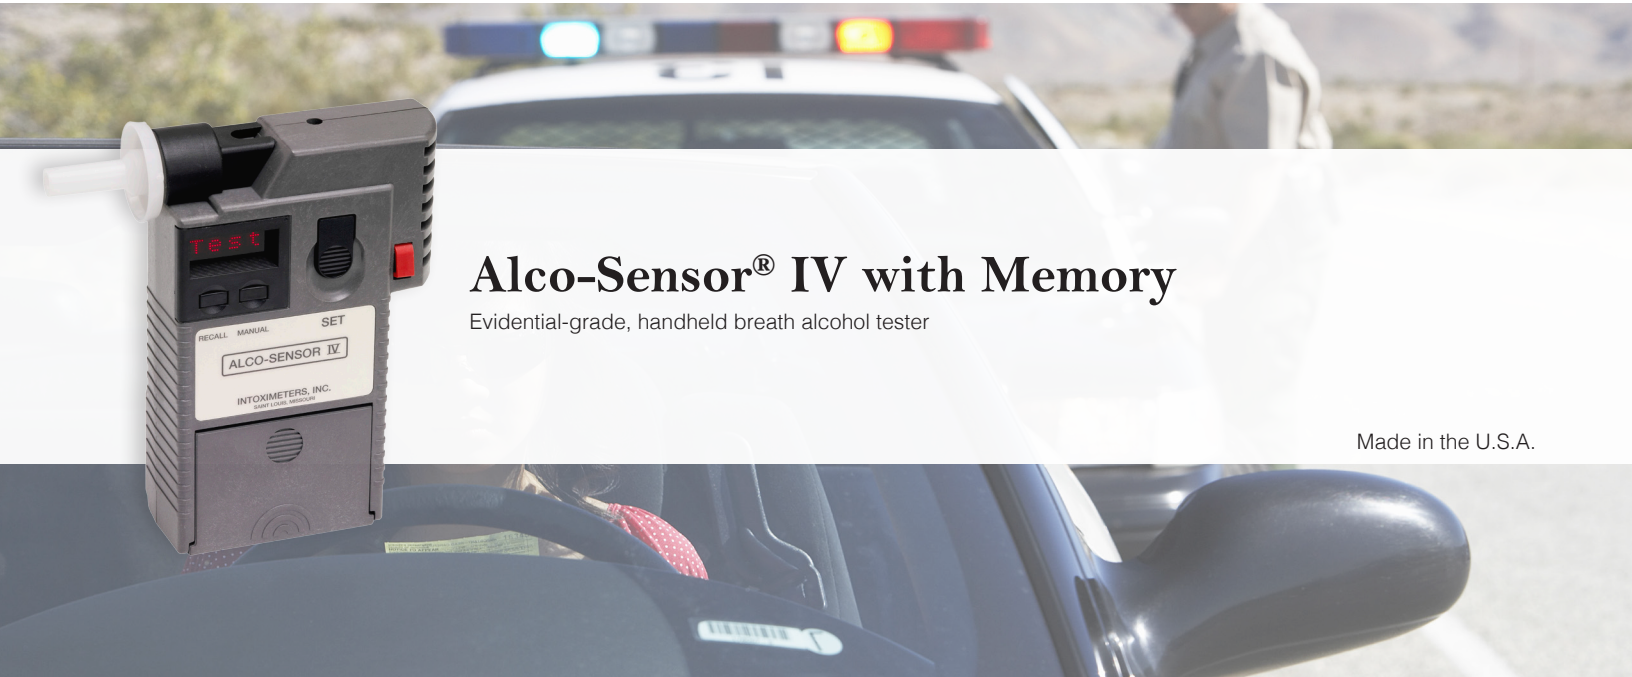 Test
RECALL MANUAL SET
ALCO-SENSOR IV
INTOXIMETERS, INC.
SAINT LOUIS, MISSOURI
Alco-Sensor® IV with Memory
Evidential-grade, handheld breath alcohol tester
Made in the U.S.A.